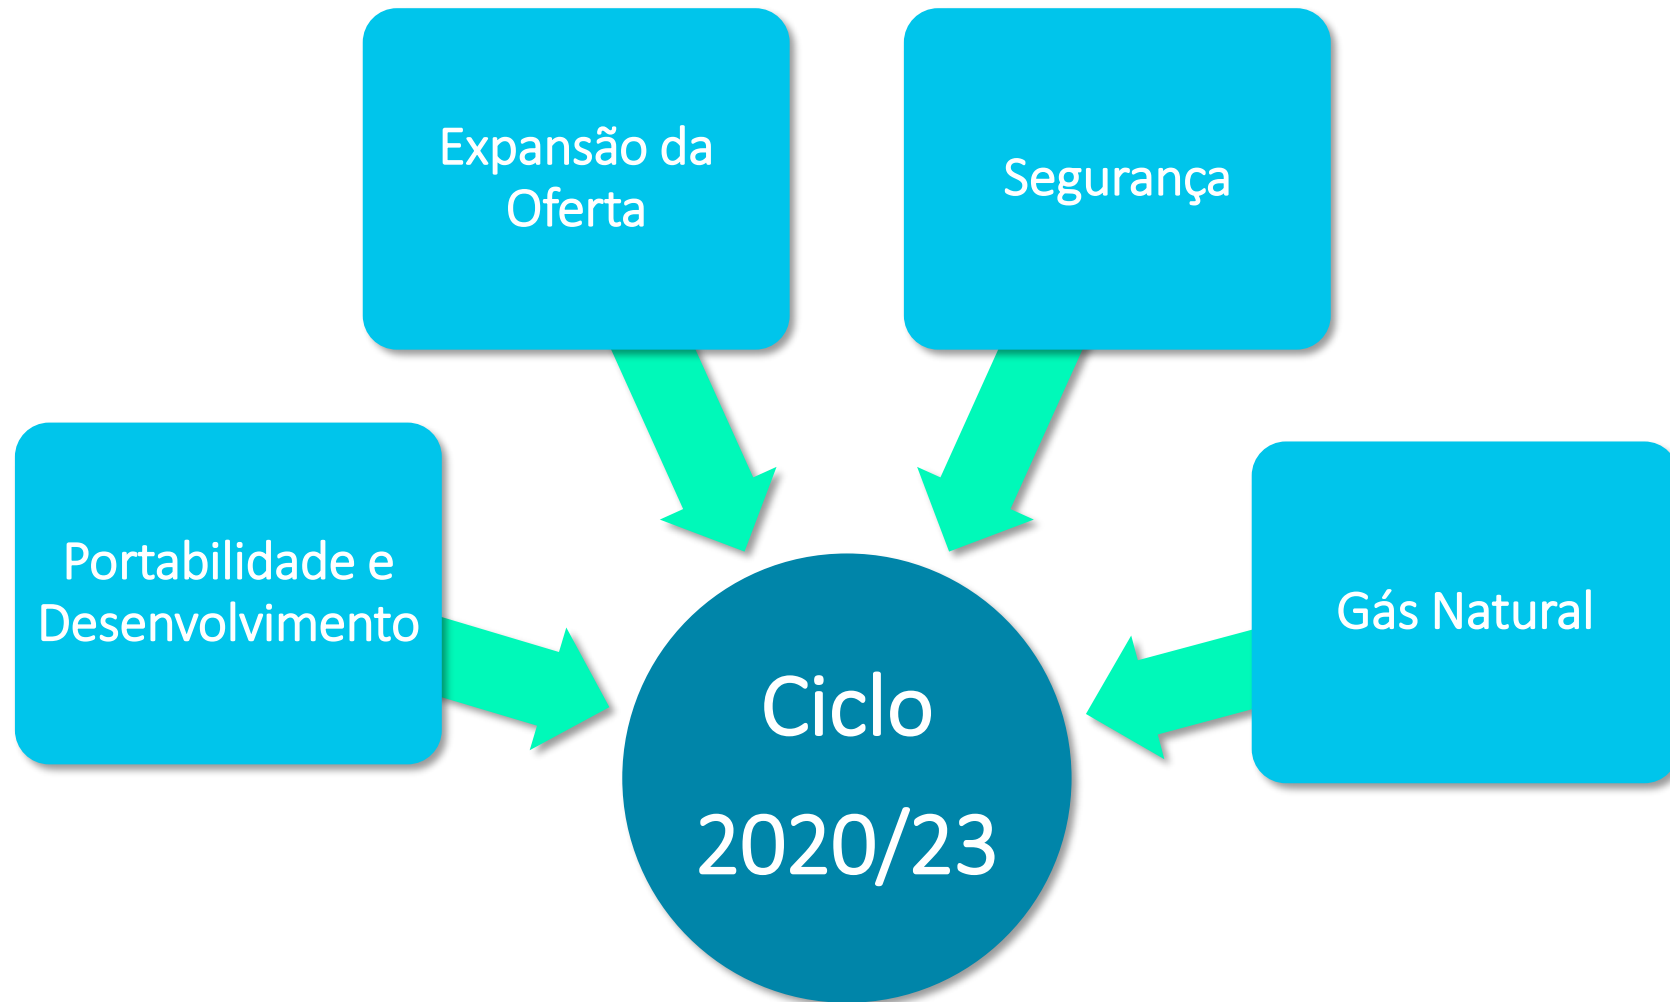 Expansão da
Oferta
Segurança
Portabilidade e
Desenvolvimento
Gás Natural
Ciclo
2020/23